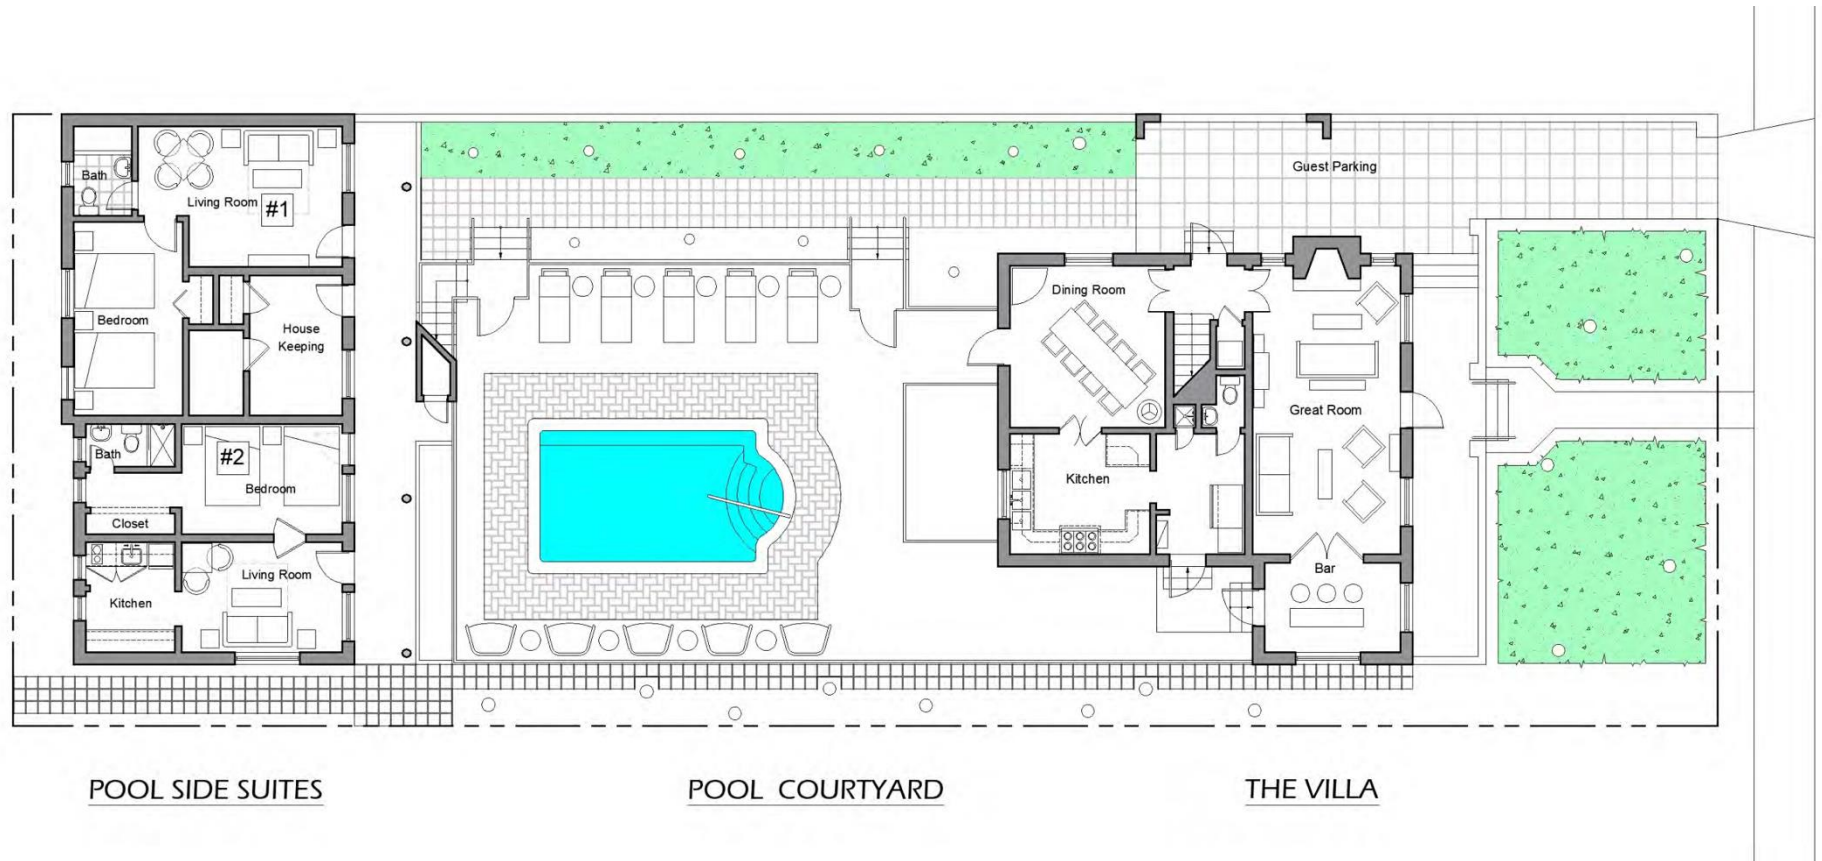 Bath
Living Room
#1
Bedroom
House
Keeping
Bath
#2
Bedroom
Closet
Living Room
Kitchen
Guest Parking
Dining Room
Great Room
Kitchen
Bar
POOL SIDE SUITES
POOL COURTYARD
THE VILLA